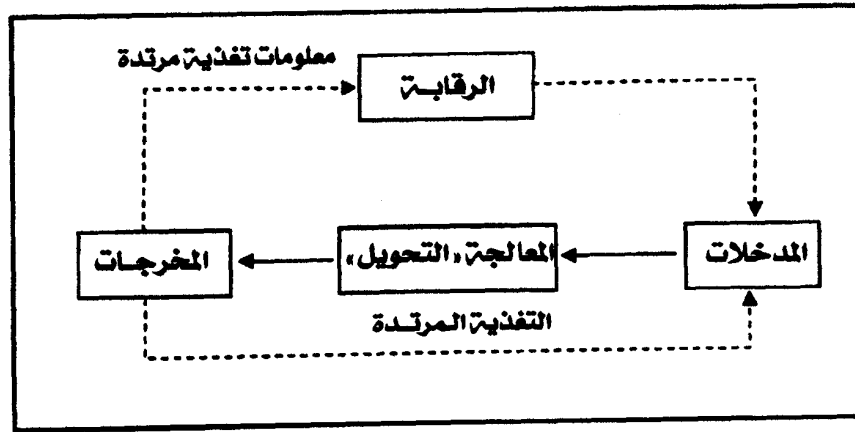 معلومات تغذية مرتدة
الرقابة
المدخلات
المعالجة «التحويل»
المخرجات
التغذية المرتدة